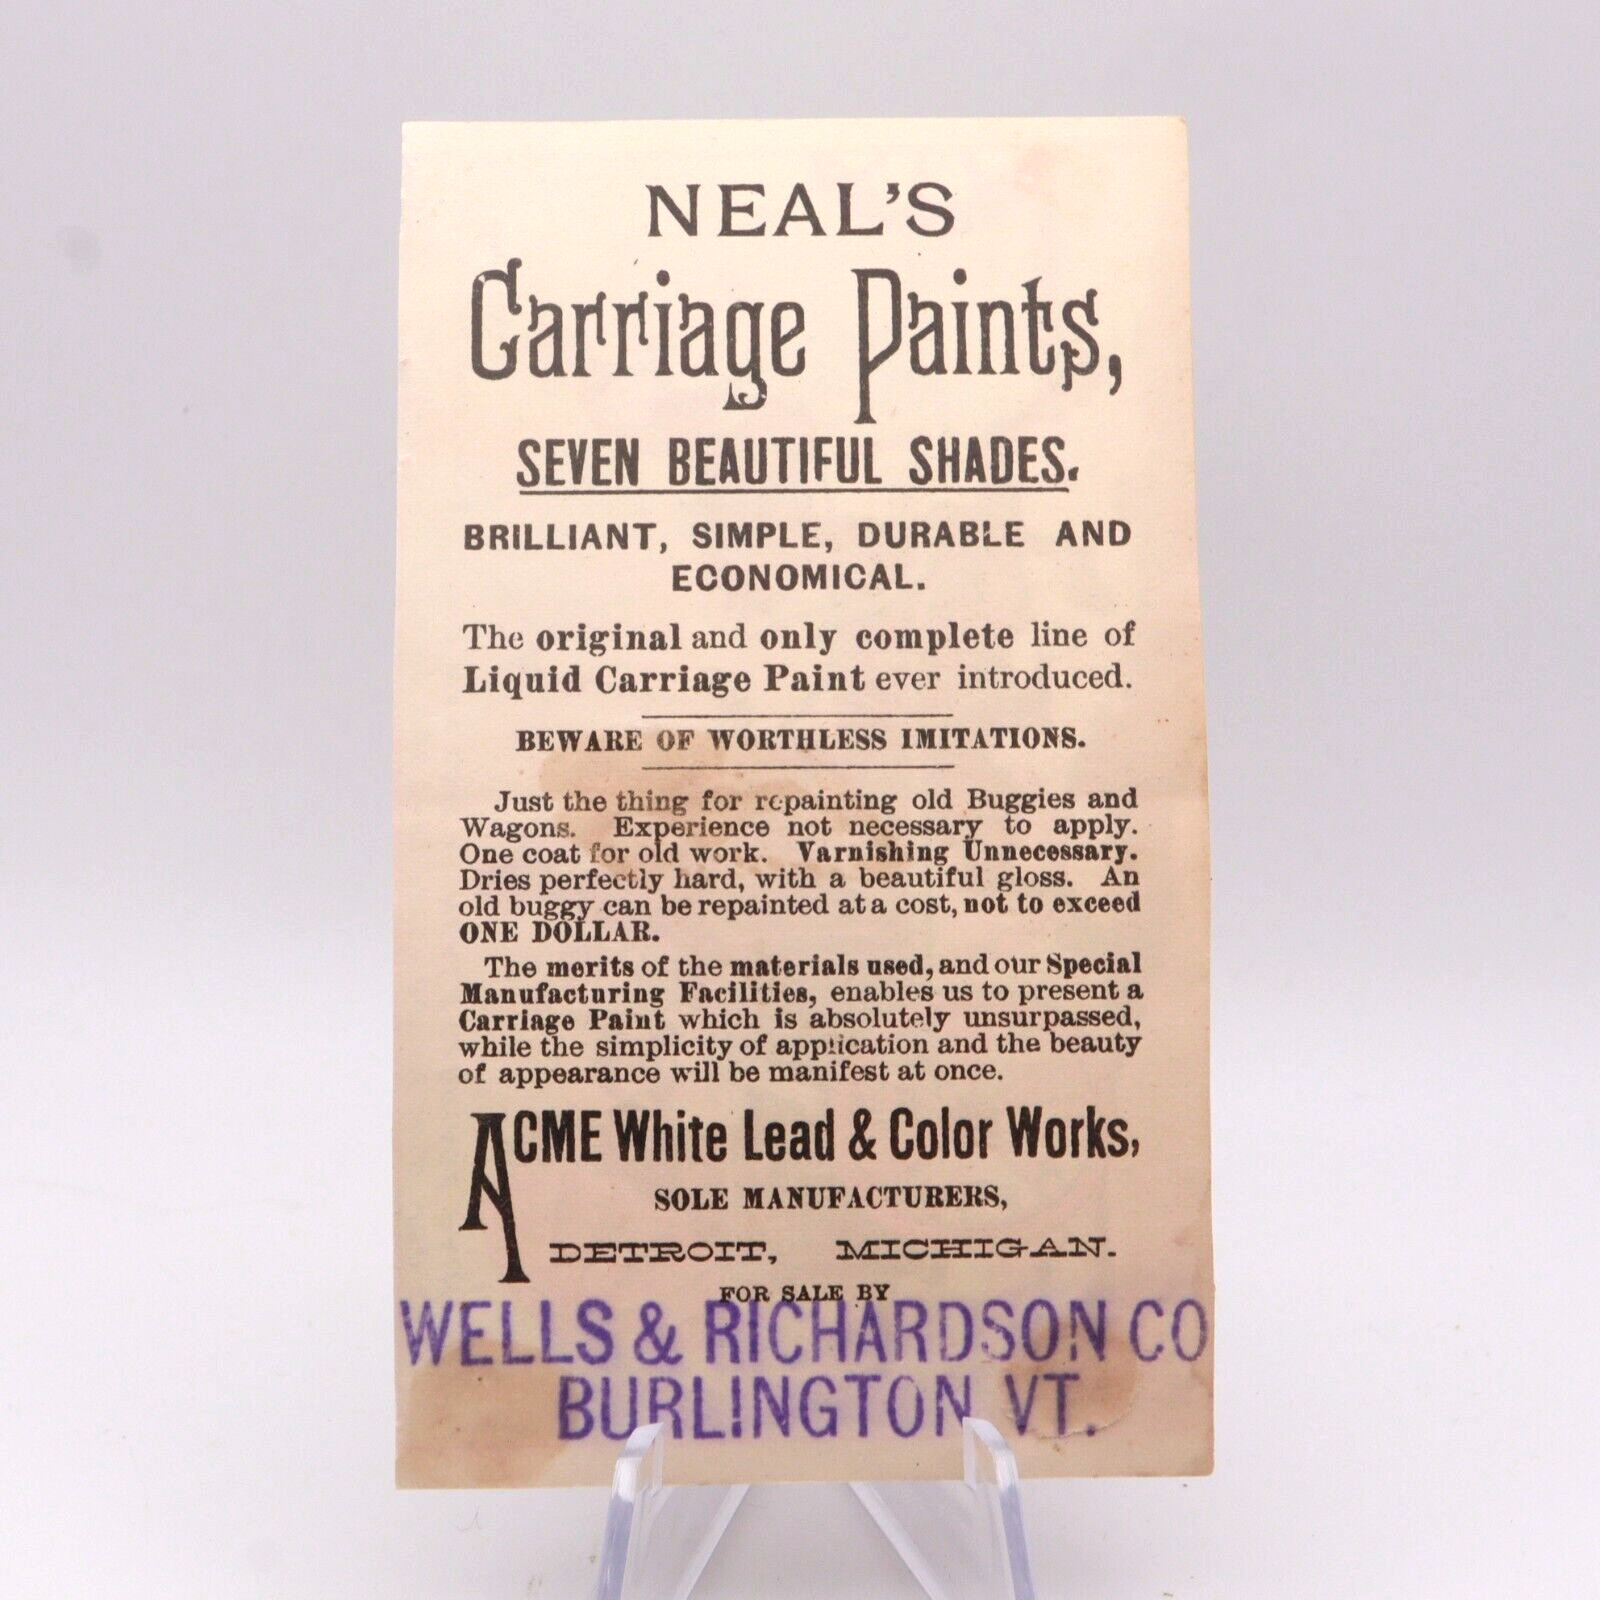 NEAL'S
Carriage Paints,
SEVEN BEAUTIFUL SHADES.
BRILLIANT, SIMPLE, DURABLE AND
ECONOMICAL.
The original and only complete line of
Liquid Carriage Paint ever introduced.
BEWARE OF WORTHLESS IMITATIONS.
Just the thing for repainting old Buggies and
Wagons. Experience not necessary to apply.
One coat for old work. Varnishing Unnecessary.
Dries perfectly hard, with a beautiful gloss. An
old buggy can be repainted at a cost, not to exceed
ONE DOLLAR.
The merits of the materials used, and our Special
Manufacturing Facilities, enables us to present a
Carriage Paint which is absolutely unsurpassed,
while the simplicity of application and the beauty
of appearance will be manifest at once.
ACME White Lead & Color Works,
SOLE MANUFACTURERS,
DETROIT, MICHIGAN.
FOR SALE BY
WELLS & RICHARDSON CO
BURLINGTON VT.